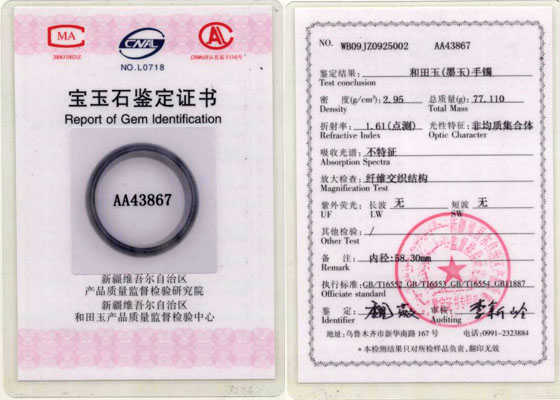 CMA
CNAL
NO.L0718
宝玉石鉴定证书
Report of Gem Identification
AA43867
新疆维吾尔自治区
产品质量监督检验研究院
新疆维吾尔自治区
和田玉产品质量监督检验中心
NO. WB09JZ0925002 AA43867
鉴定结果: 和田玉(墨玉)手镯
Test conclusion
密 度(g/cm³): 2.95 总质量(g): 77.110
Density Total Mass
折射率: 1.61(点测) 光性特征: 非均质集合体
Refractive Index Optic Character
吸收光谱: 不特征
Absorption Spectra
放大检查: 纤维交织结构
Magnification Test
紫外荧光: 长波 无 短波 无
UF LW SW
其他检验: /
Other Test
备 注: 内径:58.30mm
Remark
执行标准: GB/T16552 GB/T16553 GB/T16554 GB11887
Officiate standard
鉴 定: 审核:
Identifier Auditing
地址:乌鲁木齐市新华南路 167 号 电话:0991-2323884
*本检测结果只对所检样品负责,翻印无效